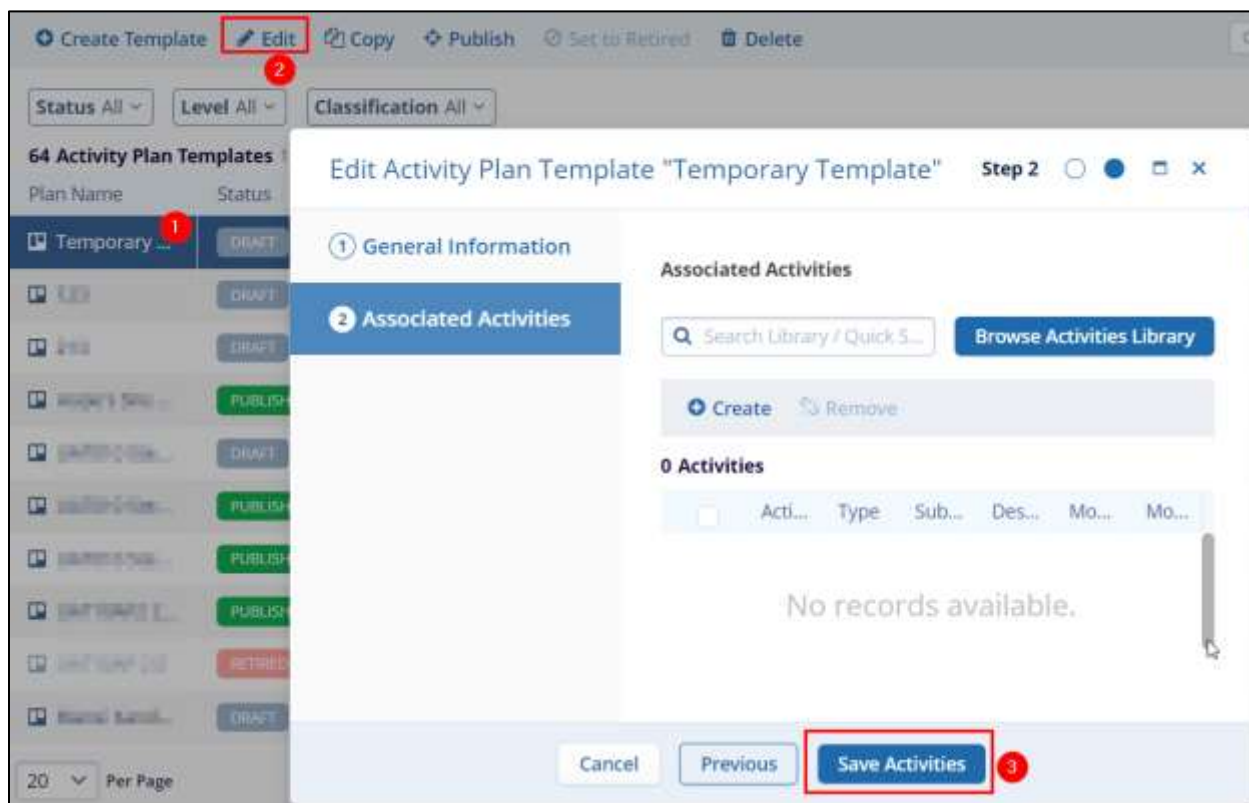 Create Template Edit Copy Publish Set to Retired Delete
2
Status All Level All Classification All
64 Activity Plan Templates
Plan Name Status
Temporary ... DRAFT
1
DRAFT
DRAFT
PUBLISH
DRAFT
PUBLISH
PUBLISH
PUBLISH
RETIRED
DRAFT
20 Per Page
Edit Activity Plan Template "Temporary Template" Step 2
1 General Information
2 Associated Activities
Associated Activities
Search Library / Quick S... Browse Activities Library
Create Remove
0 Activities
Acti... Type Sub... Des... Mo... Mo...
No records available.
Cancel Previous Save Activities 3